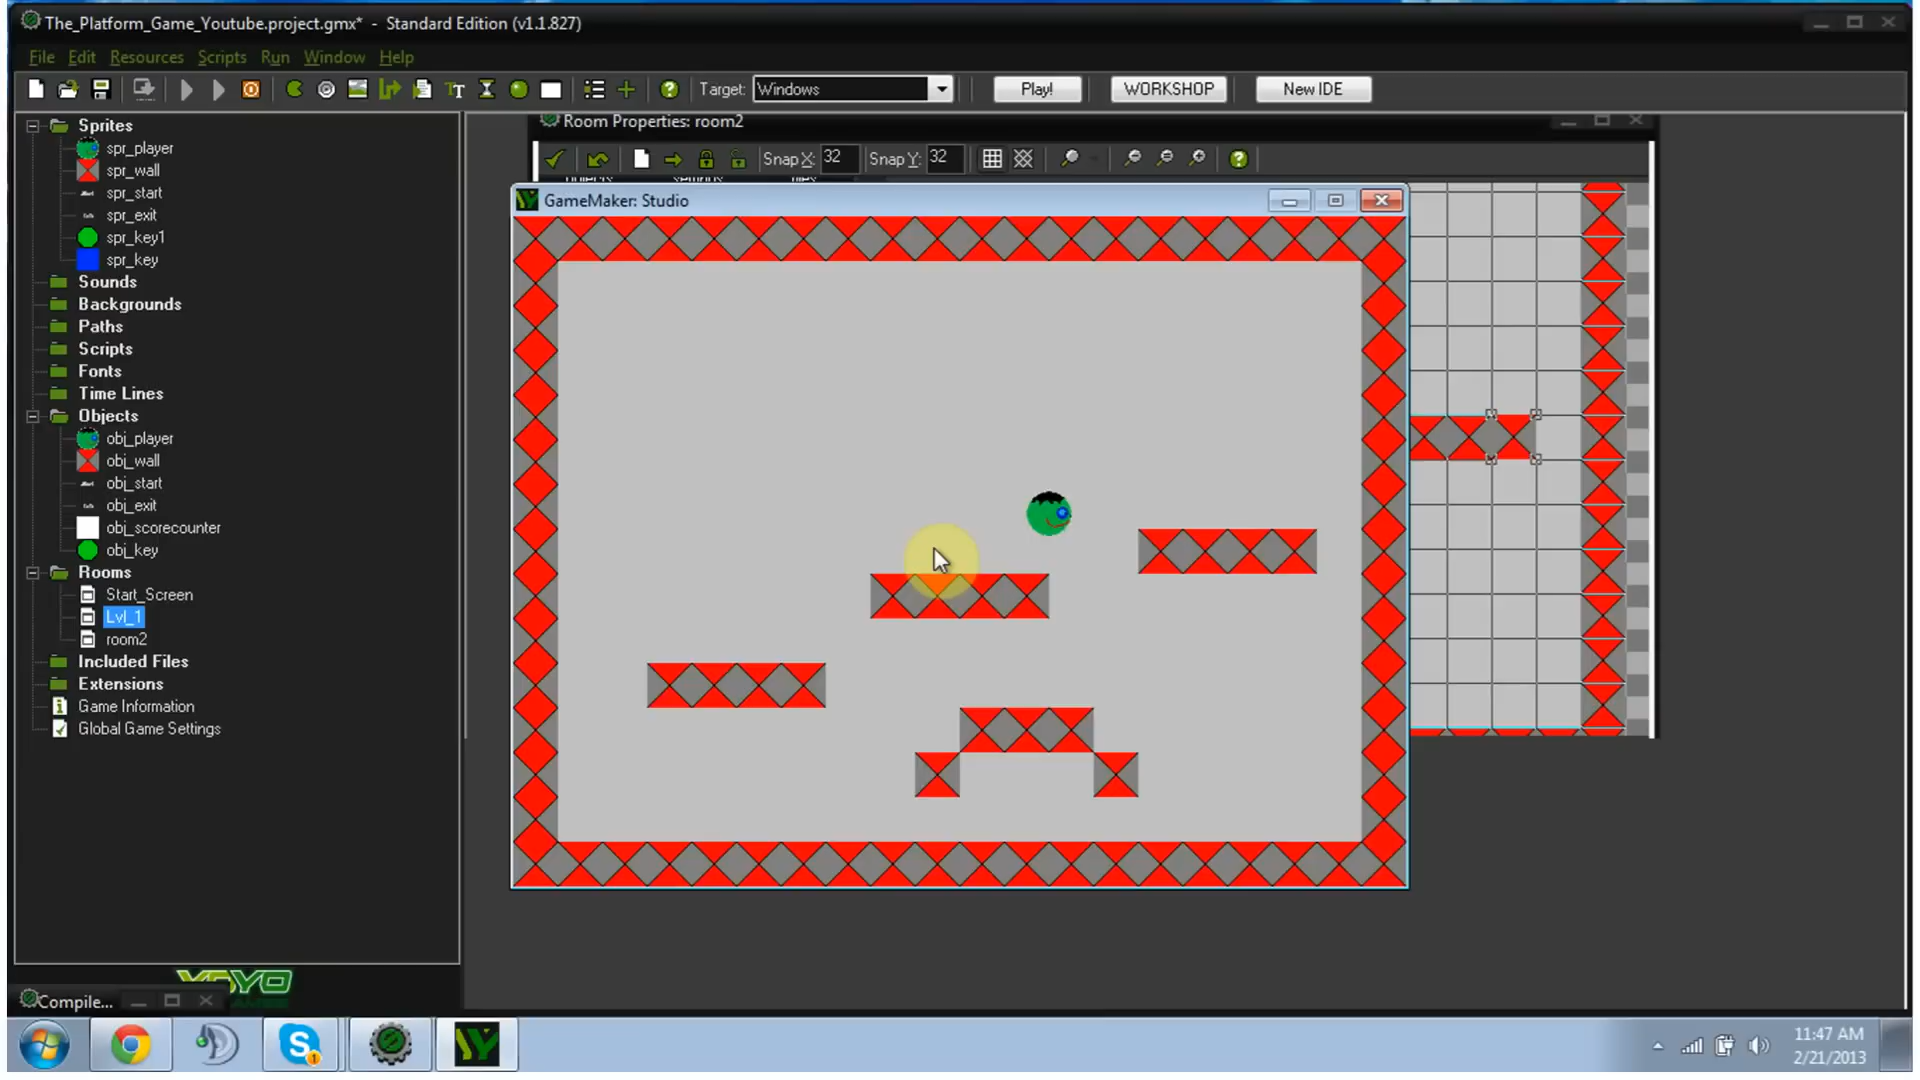 The_Platform_Game_Youtube.project.gmx* - Standard Edition (v1.1.827)
File Edit Resources Scripts Run Window Help
Target: Windows Play! WORKSHOP New IDE
Sprites
spr_player
spr_wall
spr_start
spr_exit
spr_key1
spr_key
Sounds
Backgrounds
Paths
Scripts
Fonts
Time Lines
Objects
obj_player
obj_wall
obj_start
obj_exit
obj_scorecounter
obj_key
Rooms
Start_Screen
Lvl_1
room2
Included Files
Extensions
Game Information
Global Game Settings
YOYO
Compile...
Room Properties: room2
Snap X: 32 Snap Y: 32
GameMaker: Studio
11:47 AM
2/21/2013